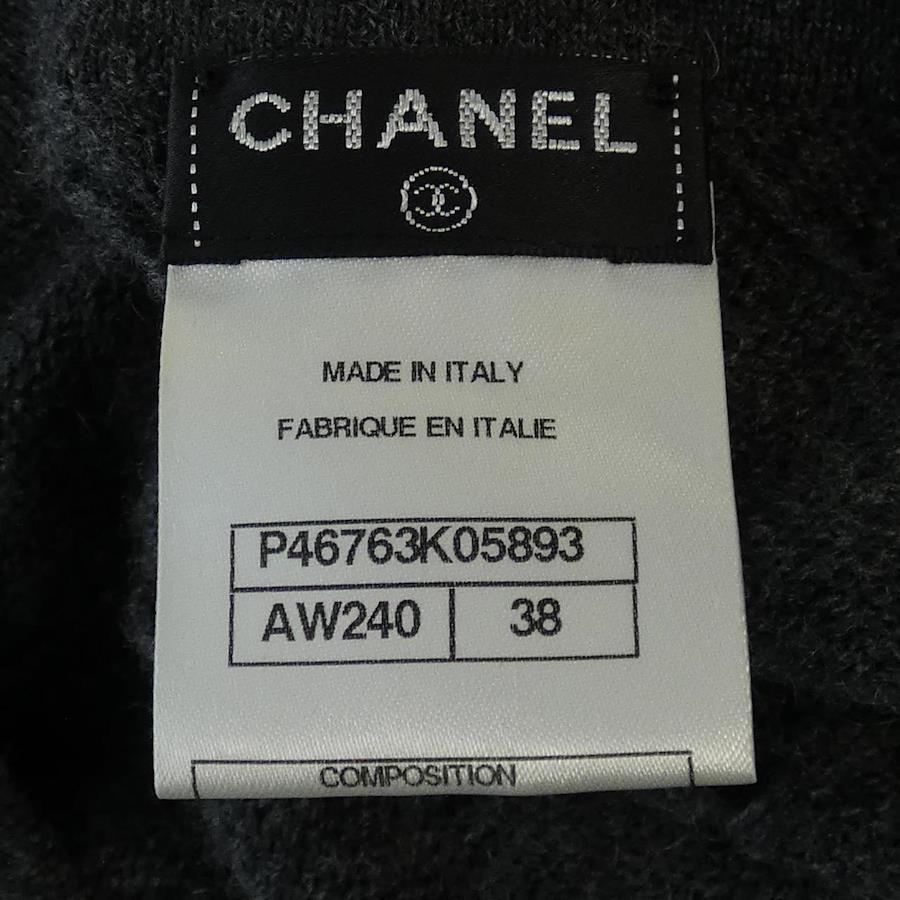 CHANEL
MADE IN ITALY
FABRIQUE EN ITALIE
P46763K05893
AW240 38
COMPOSITION